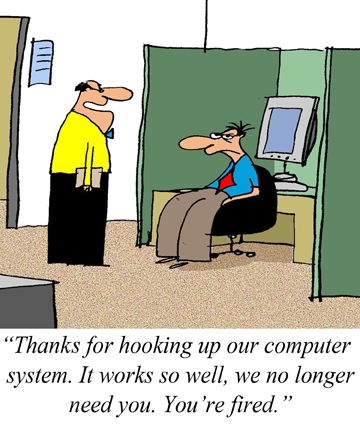 “Thanks for hooking up our computer
system. It works so well, we no longer
need you. You’re fired.”